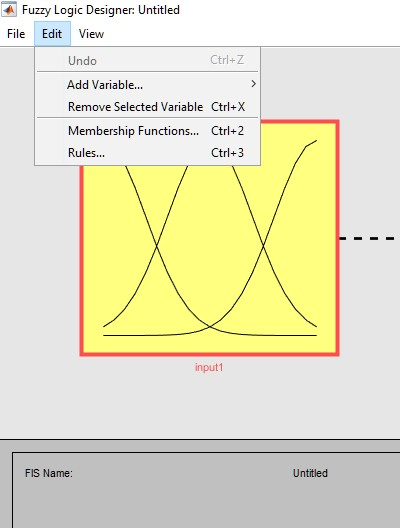 Fuzzy Logic Designer: Untitled
File Edit View
Undo Ctrl+Z
Add Variable...
Remove Selected Variable Ctrl+X
Membership Functions... Ctrl+2
Rules... Ctrl+3
input1
FIS Name: Untitled